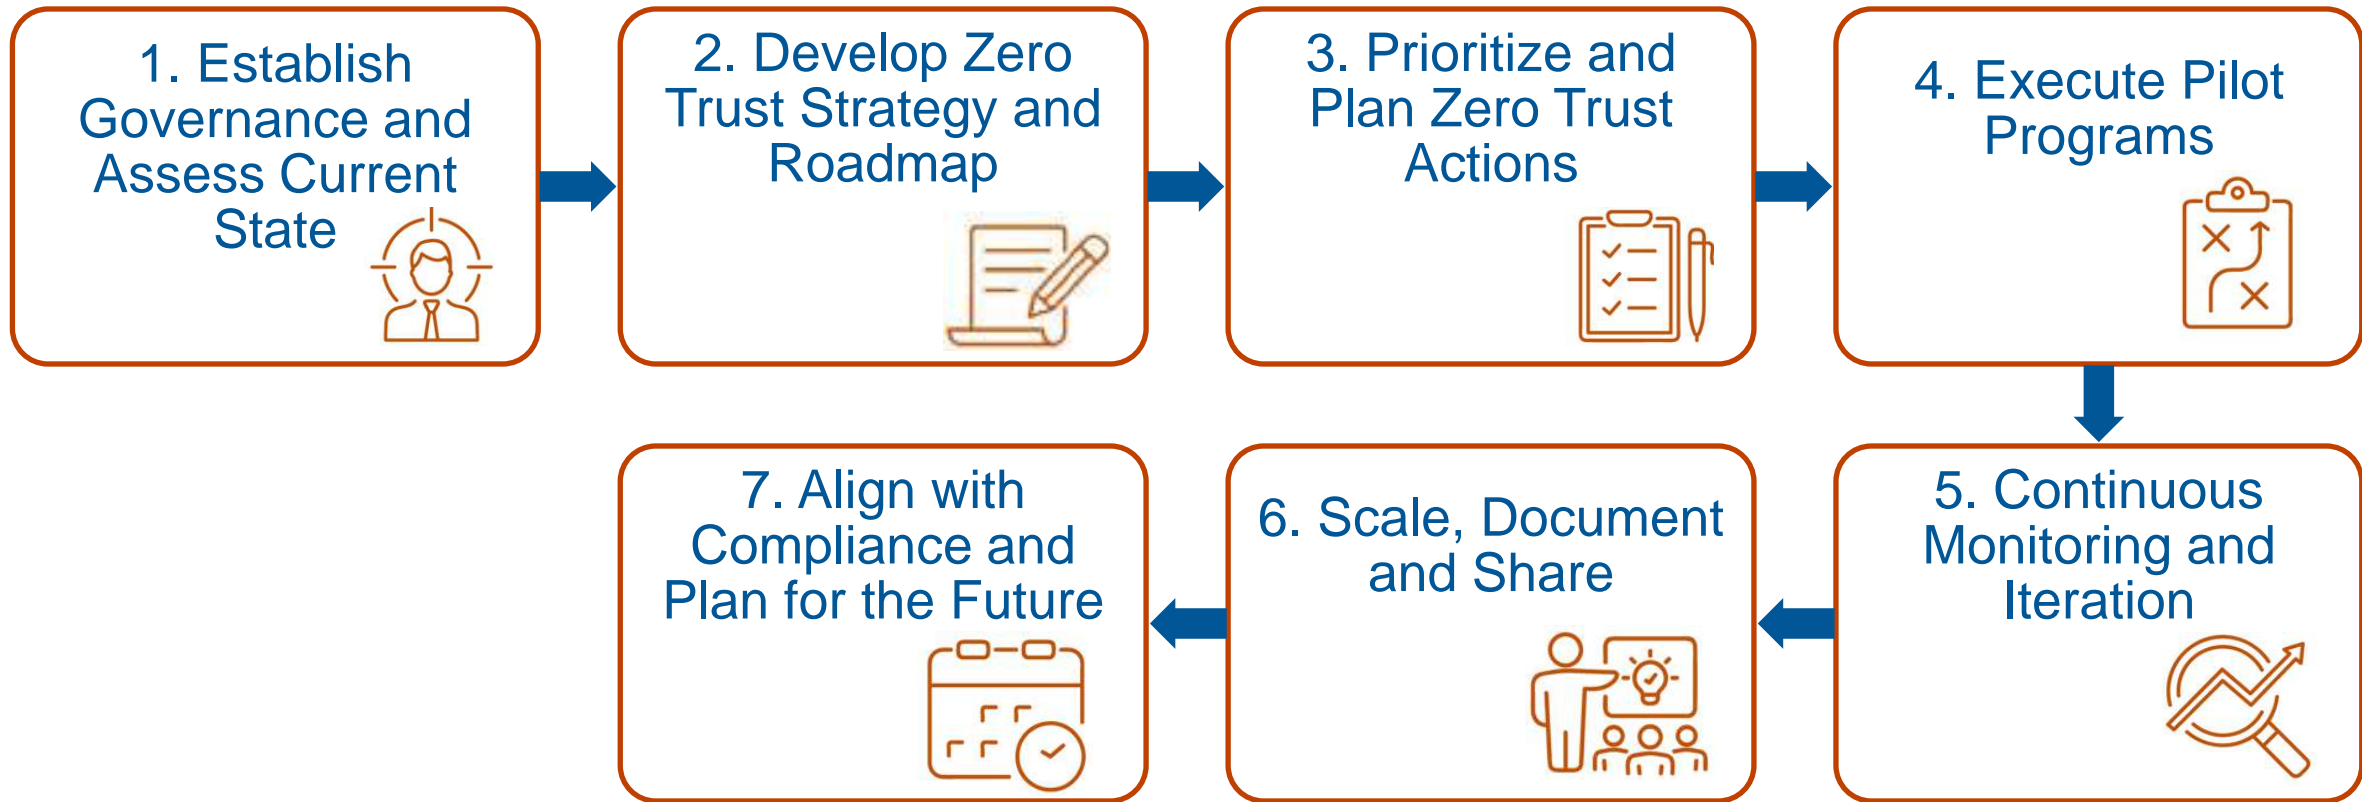 1. Establish
Governance and
Assess Current
State
2. Develop Zero
Trust Strategy and
Roadmap
3. Prioritize and
Plan Zero Trust
Actions
4. Execute Pilot
Programs
5. Continuous
Monitoring and
Iteration
6. Scale, Document
and Share
7. Align with
Compliance and
Plan for the Future